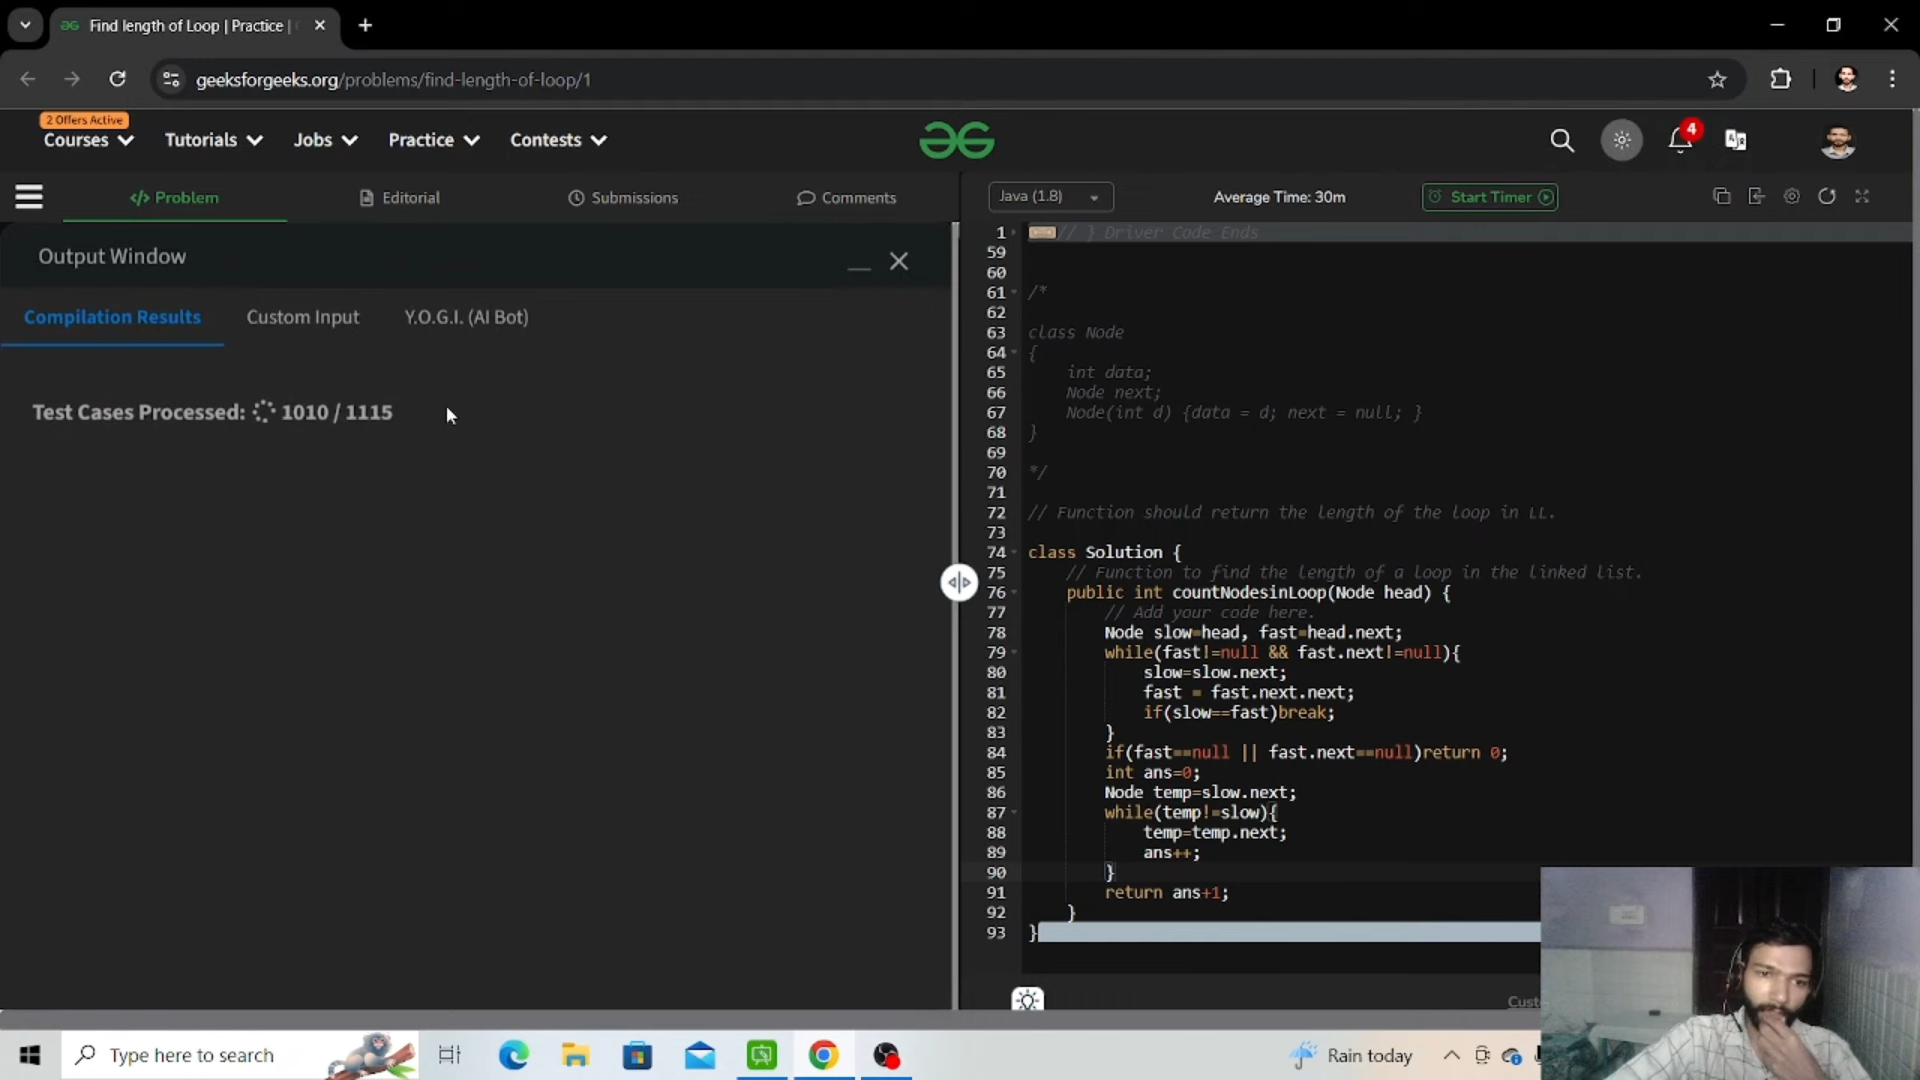 Find length of Loop | Practice |
geeksforgeeks.org/problems/find-length-of-loop/1
2 Offers Active
Courses
Tutorials
Jobs
Practice
Contests
4
</> Problem
Editorial
Submissions
Comments
Java (1.8)
Average Time: 30m
Start Timer
Output Window
Compilation Results
Custom Input
Y.O.G.I. (AI Bot)
Test Cases Processed: 1010 / 1115
1 // } Driver Code Ends
59
60
61 /*
62
63 class Node
64 {
65 int data;
66 Node next;
67 Node(int d) {data = d; next = null; }
68 }
69
70 */
71
72 // Function should return the length of the loop in LL.
73
74 class Solution {
75 // Function to find the length of a loop in the linked list.
76 public int countNodesinLoop(Node head) {
77 // Add your code here.
78 Node slow=head, fast=head.next;
79 while(fast!=null && fast.next!=null){
80 slow=slow.next;
81 fast = fast.next.next;
82 if(slow==fast)break;
83 }
84 if(fast==null || fast.next==null)return 0;
85 int ans=0;
86 Node temp=slow.next;
87 while(temp!=slow){
88 temp=temp.next;
89 ans++;
90 }
91 return ans+1;
92 }
93 }
Type here to search
Rain today